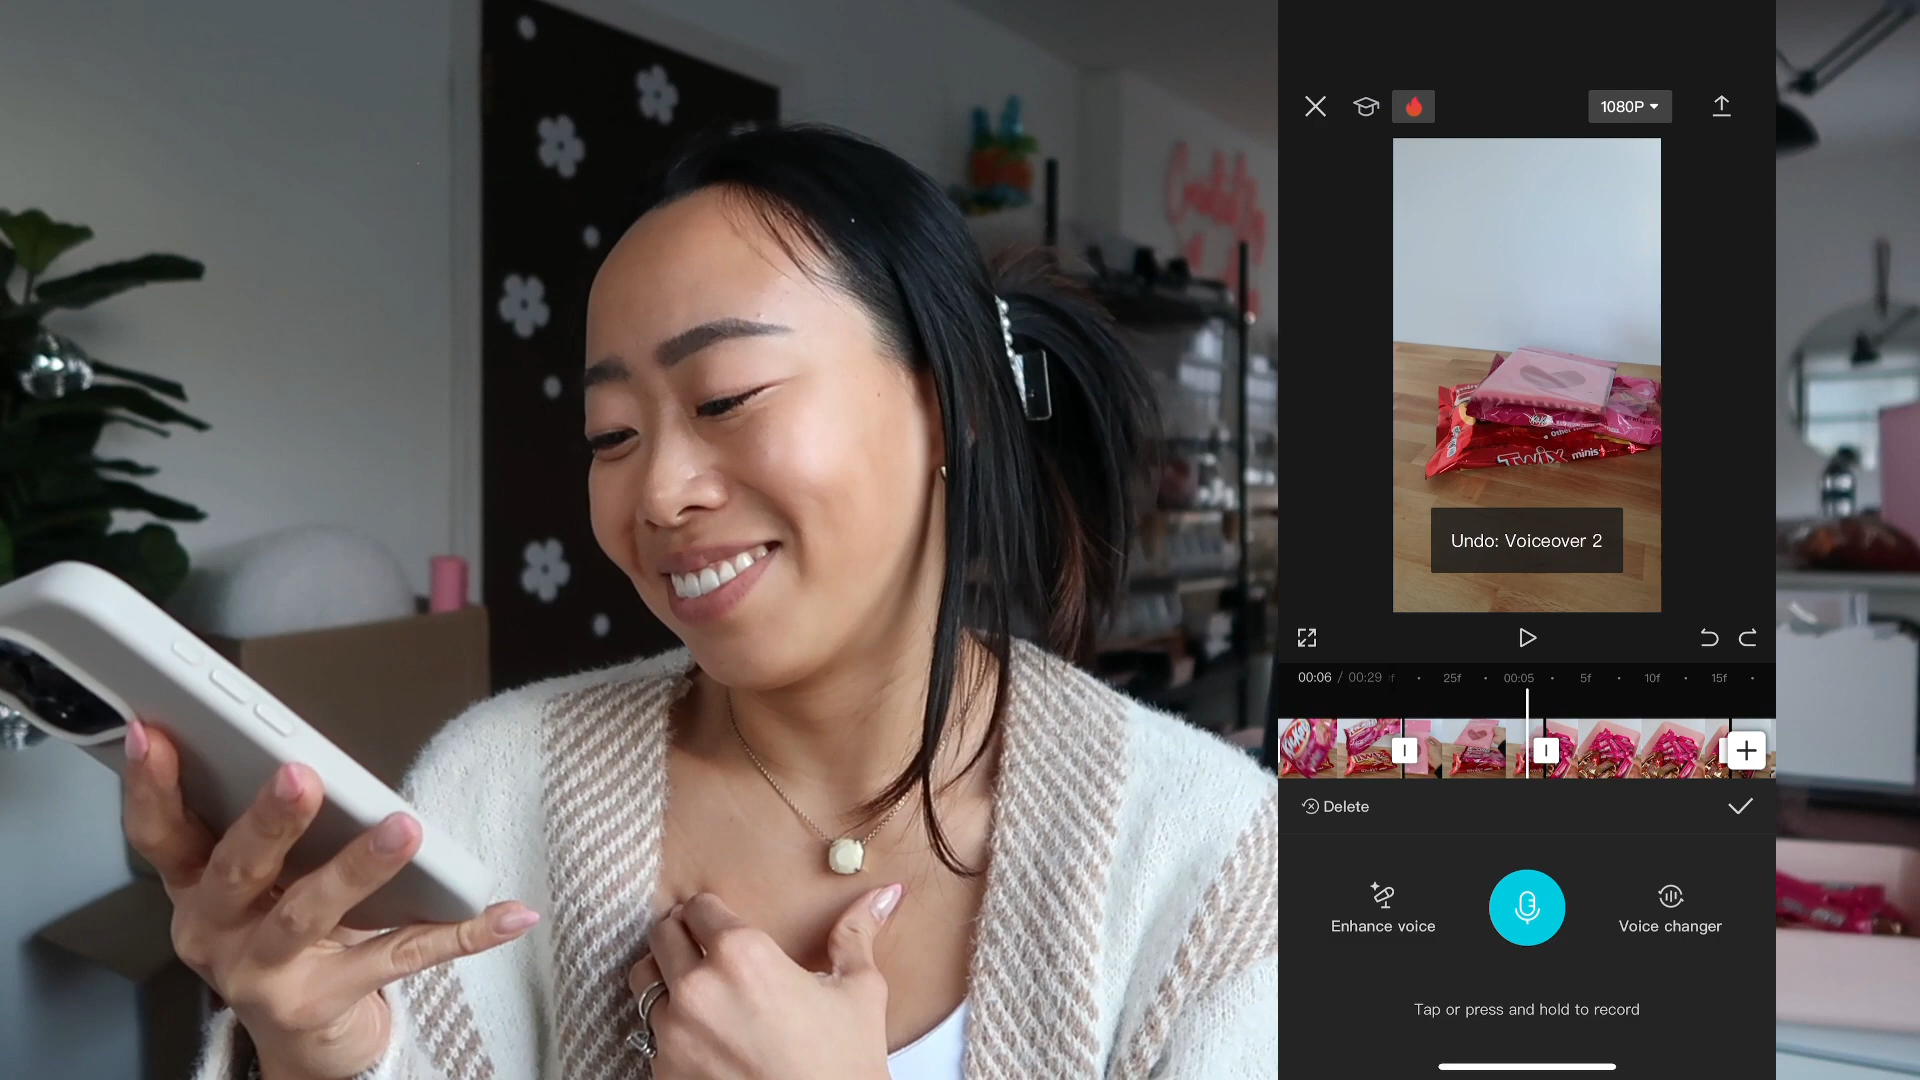 1080P
Twix minis
Undo: Voiceover 2
00:06 / 00:29
25f
00:05
5f
10f
15f
Delete
Enhance voice
Voice changer
Tap or press and hold to record